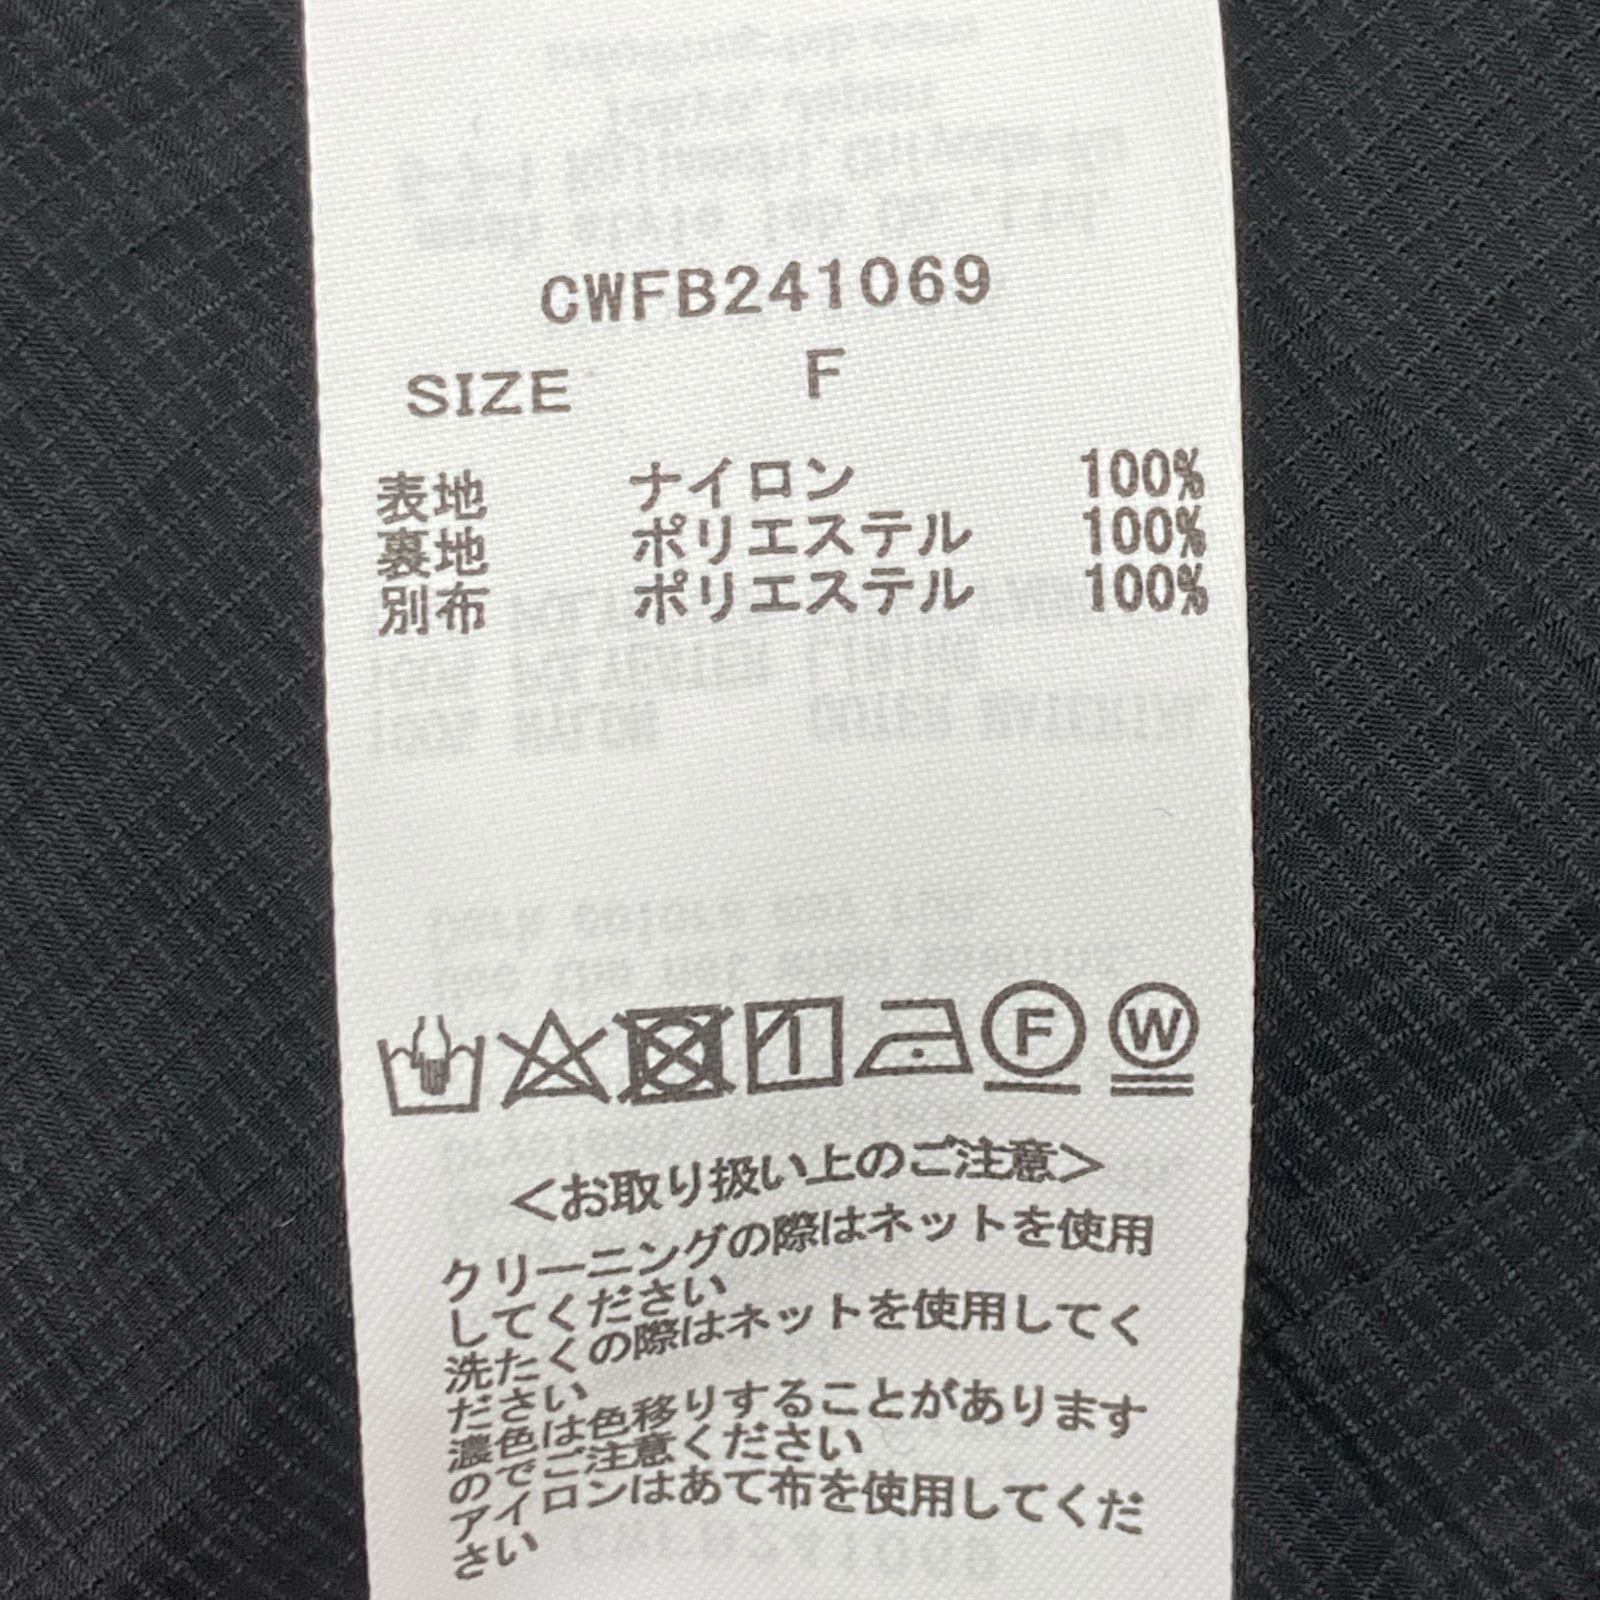 CWFB241069
SIZE F
表地 ナイロン 100%
裏地 ポリエステル 100%
別布 ポリエステル 100%
F W
<お取り扱い上のご注意>
クリーニングの際はネットを使用
してください
洗たくの際はネットを使用してく
ださい
濃色は色移りすることがあります
のでご注意ください
アイロンはあて布を使用してくだ
さい